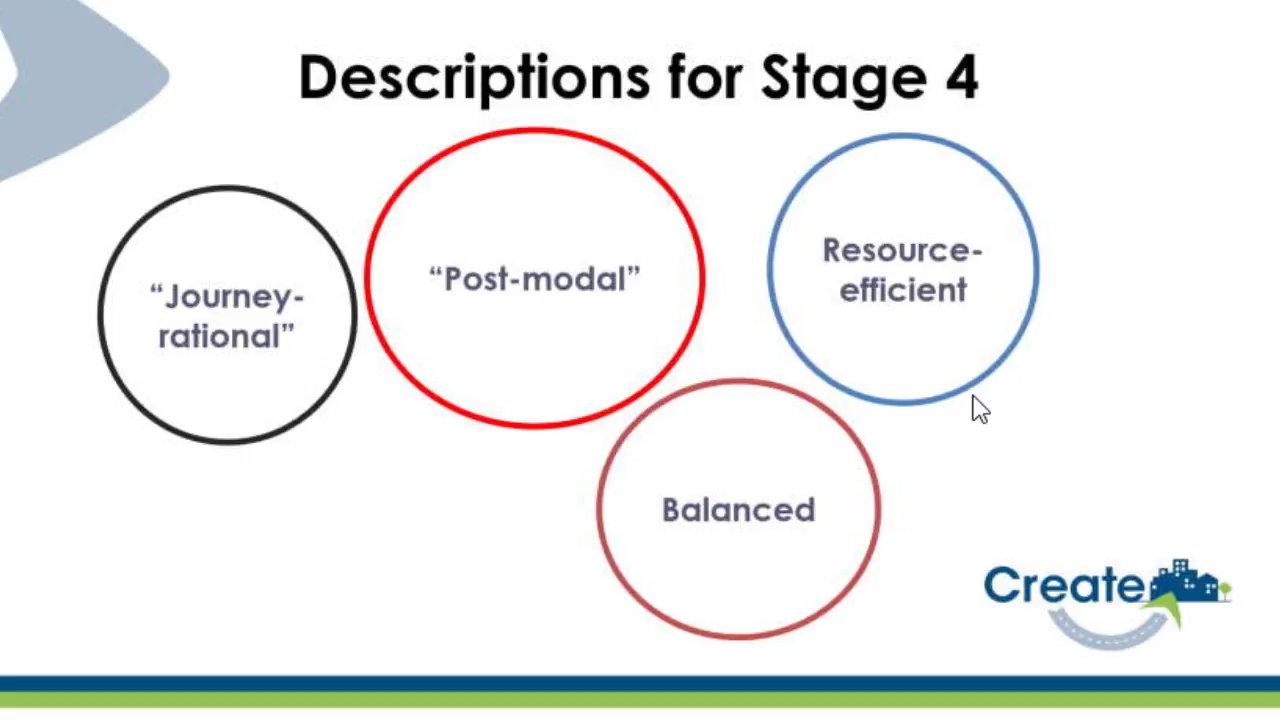 Descriptions for Stage 4
“Journey-
rational”
“Post-modal”
Resource-
efficient
Balanced
Create